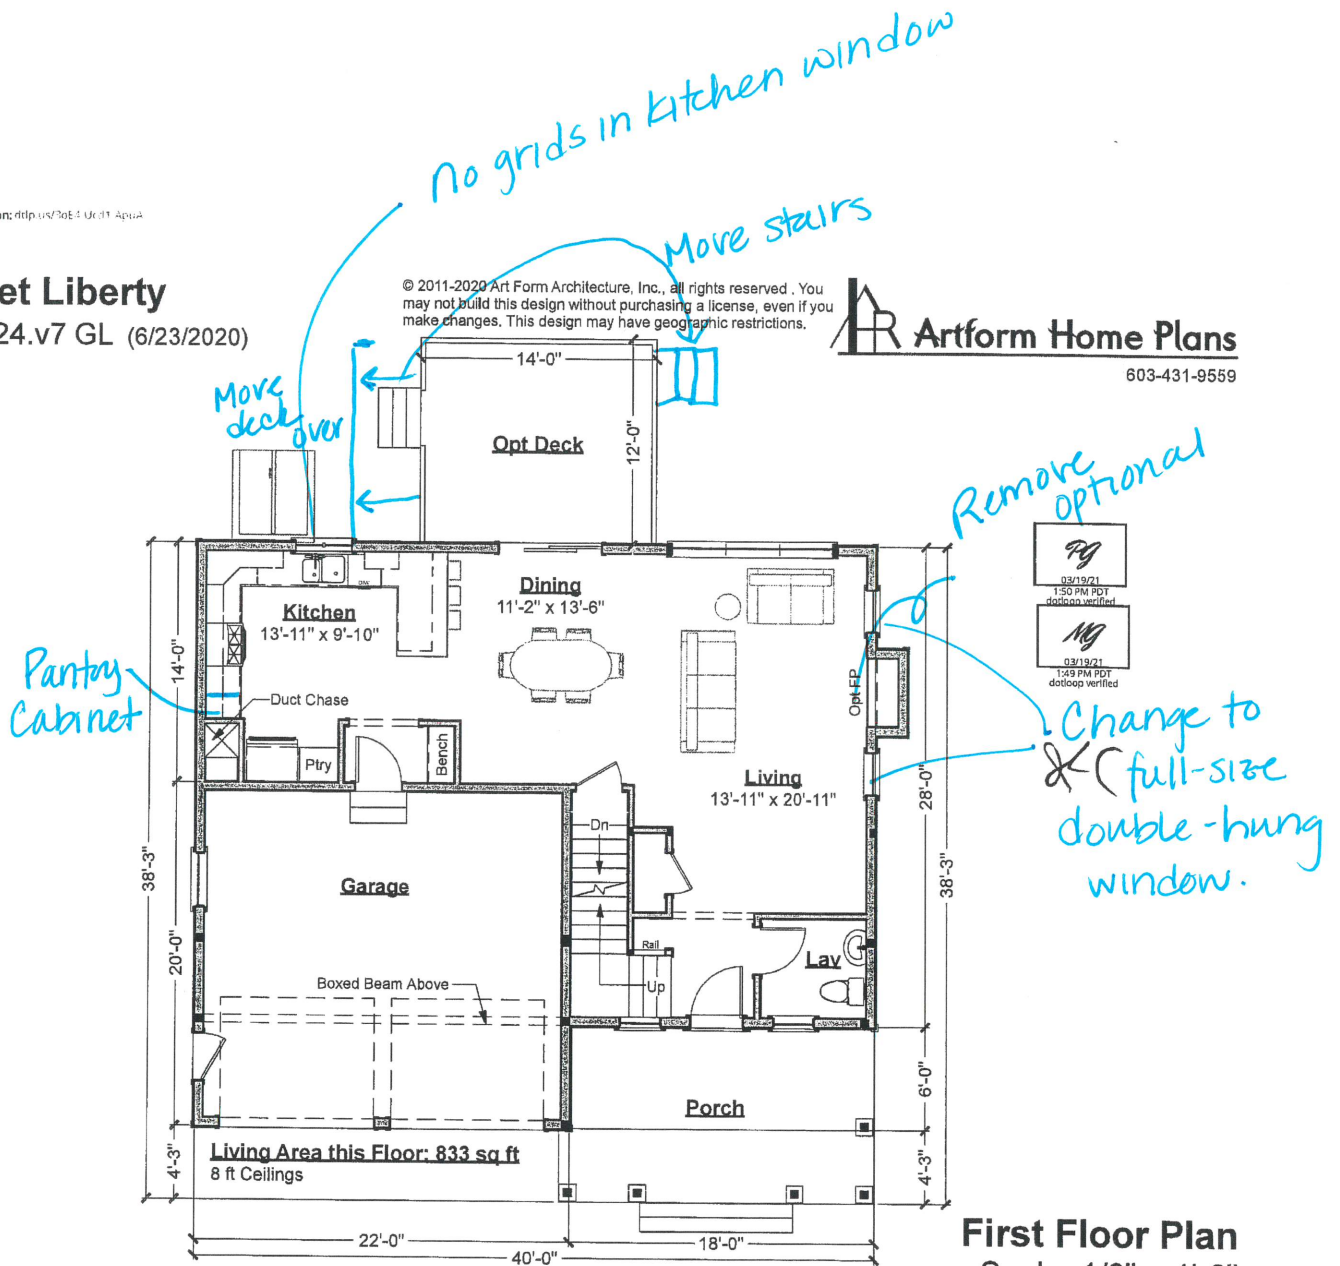 No grids in kitchen window
Move stairs
et Liberty
24.v7 GL (6/23/2020)
© 2011-2020 Art Form Architecture, Inc., all rights reserved . You
may not build this design without purchasing a license, even if you
make changes. This design may have geographic restrictions.
Artform Home Plans
603-431-9559
Move
deck over
14'-0"
12'-0"
Opt Deck
Remove
optional
PG
03/19/21
1:50 PM PDT
dotloop verified
MG
03/19/21
1:49 PM PDT
dotloop verified
Kitchen
13'-11" x 9'-10"
DW
Dining
11'-2" x 13'-6"
14'-0"
Pantry
Cabinet
Duct Chase
Ptry
Bench
Opt FP
Living
13'-11" x 20'-11"
28'-0"
Change to
full-size
double-hung
window.
38'-3"
38'-3"
Dn
Garage
20'-0"
Rail
Up
Lav
Boxed Beam Above
Porch
6'-0"
Living Area this Floor: 833 sq ft
8 ft Ceilings
4'-3"
4'-3"
22'-0"
18'-0"
40'-0"
First Floor Plan